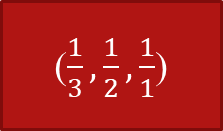 (1/3, 1/2, 1/1)